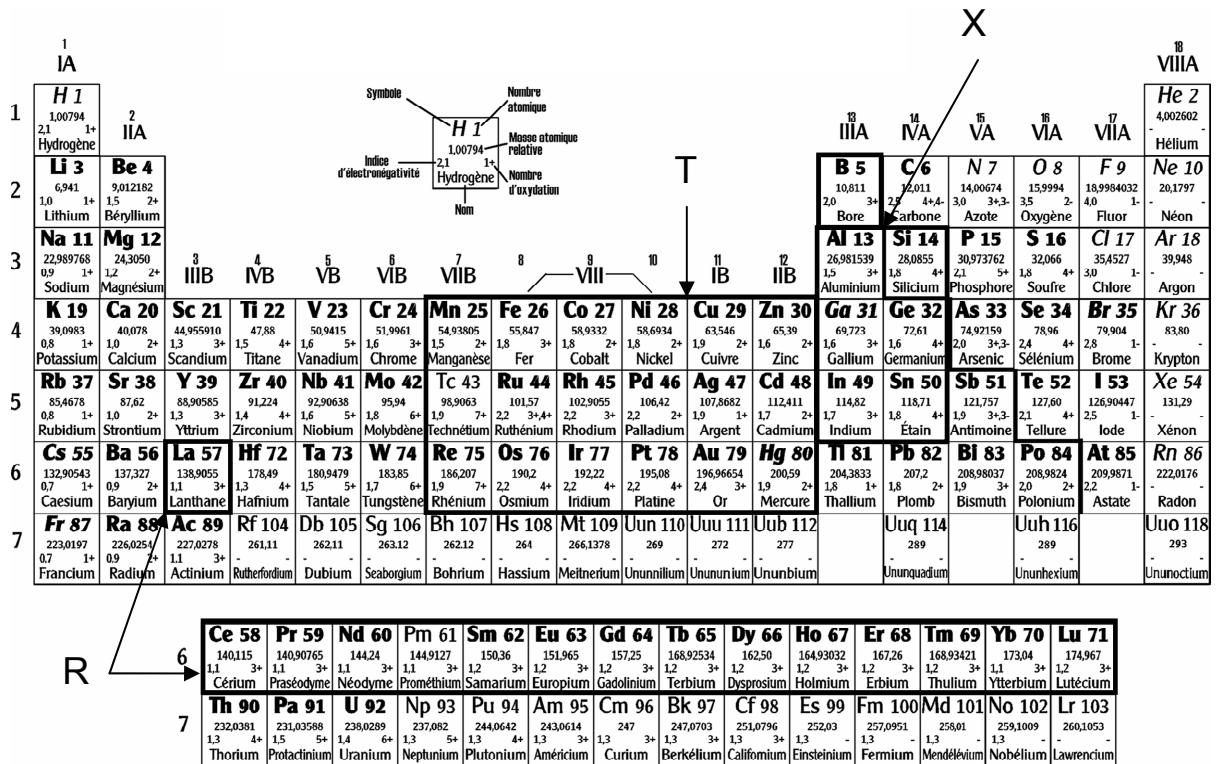 X
1
IA
18
VIIIA
H 1
1,00794
2,1 1+
Hydrogène
2
IIA
Symbole
Nombre
atomique
H 1
1,00794
2,1 1+
Hydrogène
Masse atomique
relative
Indice
d'électronégativité
Nombre
d'oxydation
Nom
13
IIIA
14
IVA
15
VA
16
VIA
17
VIIA
He 2
4,002602
- -
Hélium
1
2
Li 3
6,941
1,0 1+
Lithium
Be 4
9,012182
1,5 2+
Béryllium
T
B 5
10,811
2,0 3+
Bore
C 6
12,011
2,5 4+,4-
Carbone
N 7
14,00674
3,0 3+,3-
Azote
O 8
15,9994
3,5 2-
Oxygène
F 9
18,9984032
4,0 1-
Fluor
Ne 10
20,1797
- -
Néon
3
Na 11
22,989768
0,9 1+
Sodium
Mg 12
24,3050
1,2 2+
Magnésium
3
IIIB
4
IVB
5
VB
6
VIB
7
VIIB
8
9
VIII
10
11
IB
12
IIB
Al 13
26,981539
1,5 3+
Aluminium
Si 14
28,0855
1,8 4+
Silicium
P 15
30,973762
2,1 5+
Phosphore
S 16
32,066
1,8 4+
Soufre
Cl 17
35,4527
3,0 1-
Chlore
Ar 18
39,948
- -
Argon
4
K 19
39,0983
0,8 1+
Potassium
Ca 20
40,078
1,0 2+
Calcium
Sc 21
44,955910
1,3 3+
Scandium
Ti 22
47,88
1,5 4+
Titane
V 23
50,9415
1,6 5+
Vanadium
Cr 24
51,9961
1,6 3+
Chrome
Mn 25
54,93805
1,6 2+
Manganèse
Fe 26
55,847
1,8 3+
Fer
Co 27
58,9332
1,9 2+
Cobalt
Ni 28
58,6934
1,8 2+
Nickel
Cu 29
63,546
1,9 2+
Cuivre
Zn 30
65,39
1,6 2+
Zinc
Ga 31
69,723
1,6 3+
Gallium
Ge 32
72,61
1,6 3+
Germanium
As 33
74,92159
2,0 3+,3-
Arsenic
Se 34
78,96
2,4 4+
Sélénium
Br 35
79,904
2,8 1-
Brome
Kr 36
83,80
- -
Krypton
5
Rb 37
85,4678
0,8 1+
Rubidium
Sr 38
87,62
1,0 2+
Strontium
Y 39
88,90585
1,3 3+
Yttrium
Zr 40
91,224
1,4 4+
Zirconium
Nb 41
92,90638
1,6 5+
Niobium
Mo 42
95,94
1,8 6+
Molybdène
Tc 43
98,9063
1,9 7+
Technétium
Ru 44
101,57
2,2 3+,4+
Ruthénium
Rh 45
102,9055
2,2 3+
Rhodium
Pd 46
106,42
2,2 2+
Palladium
Ag 47
107,8682
1,9 1+
Argent
Cd 48
112,411
1,7 2+
Cadmium
In 49
114,82
1,7 3+
Indium
Sn 50
118,71
1,8 4+
Étain
Sb 51
121,757
1,9 3+,3-
Antimoine
Te 52
127,60
2,1 4+
Tellure
I 53
126,90447
2,5 1-
Iode
Xe 54
131,29
- -
Xénon
6
Cs 55
132,90543
0,7 1+
Caesium
Ba 56
137,327
0,9 2+
Baryium
La 57
138,9055
1,1 3+
Lanthane
Hf 72
178,49
1,3 4+
Hafnium
Ta 73
180,9479
1,5 5+
Tantale
W 74
183,85
1,7 6+
Tungstène
Re 75
186,207
1,9 7+
Rhénium
Os 76
190,2
2,2 4+
Osmium
Ir 77
192,22
2,2 4+
Iridium
Pt 78
195,08
2,2 4+
Platine
Au 79
196,96654
2,4 3+
Or
Hg 80
200,59
1,9 2+
Mercure
Tl 81
204,3833
1,8 1+
Thallium
Pb 82
207,2
1,8 2+
Plomb
Bi 83
208,98037
1,9 3+
Bismuth
Po 84
208,9824
2,0 2+
Polonium
At 85
209,9871
2,2 1-
Astate
Rn 86
222,0176
- -
Radon
7
Fr 87
223,0197
0.7 1+
Francium
Ra 88
226,0254
0.9 2+
Radium
Ac 89
227,0278
1.1 3+
Actinium
Rf 104
261,11
- -
Rutherfordium
Db 105
262,11
- -
Dubium
Sg 106
263.12
- -
Seaborgium
Bh 107
262.12
- -
Bohrium
Hs 108
264
- -
Hassium
Mt 109
266,1378
- -
Meitnerium
Uun 110
269
- -
Ununnilium
Uuu 111
272
- -
Unununium
Uub 112
277
- -
Ununbium
Uuq 114
289
- -
Ununquadium
Uuh 116
289
- -
Ununhexium
Uuo 118
293
- -
Ununoctium
R
6
Ce 58
140,115
1,1 3+
Cérium
Pr 59
140,90765
1,1 3+
Praséodyme
Nd 60
144,24
1,1 3+
Néodyme
Pm 61
144,9127
1,1 3+
Prométhium
Sm 62
150,36
1,1 3+
Samarium
Eu 63
151,965
1,2 3+
Europium
Gd 64
157,25
1,2 3+
Gadolinium
Tb 65
168,92534
1,2 3+
Terbium
Dy 66
162,50
1,2 3+
Dysprosium
Ho 67
164,93032
1,2 3+
Holmium
Er 68
167,26
1,2 3+
Erbium
Tm 69
168,93421
1,2 3+
Thulium
Yb 70
173,04
1,1 3+
Ytterbium
Lu 71
174,967
1,2 3+
Lutécium
7
Th 90
232,0381
1,3 4+
Thorium
Pa 91
231,03588
1,5 5+
Protactinium
U 92
238,0289
1,4 6+
Uranium
Np 93
237,082
1,3 5+
Neptunium
Pu 94
244,0642
1,3 4+
Plutonium
Am 95
243,0614
1,3 3+
Américium
Cm 96
247
1,3 3+
Curium
Bk 97
247,0703
1,3 3+
Berkélium
Cf 98
251,0796
1,3 3+
Californium
Es 99
252,03
1,3 -
Einsteinium
Fm 100
257,0951
1,3 -
Fermium
Md 101
258,01
1,3 -
Mendélévium
No 102
259,1009
1,3 -
Nobélium
Lr 103
260,1053
- -
Lawrencium